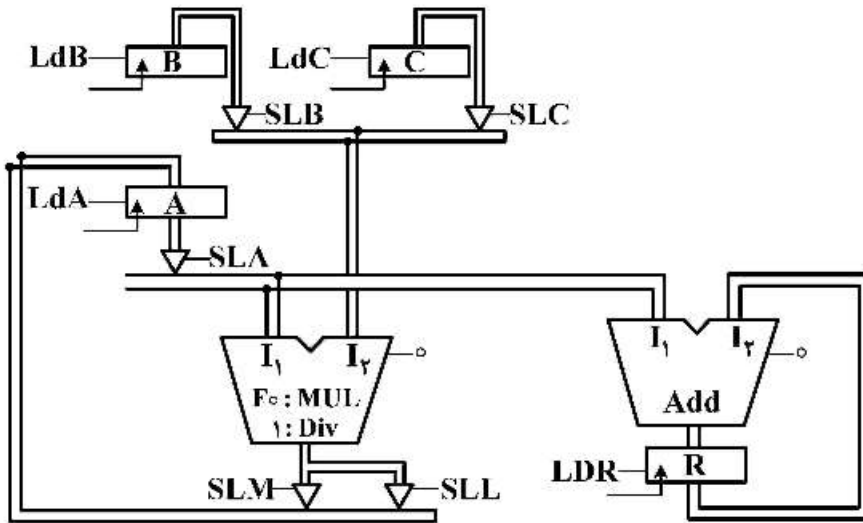 LdB
B
LdC
C
SLB
SLC
LdA
A
SLA
I۱ I۲
F۰ : MUL
۱: Div
۰
I۱ I۲
Add
۰
SLM
SLL
LDR
R